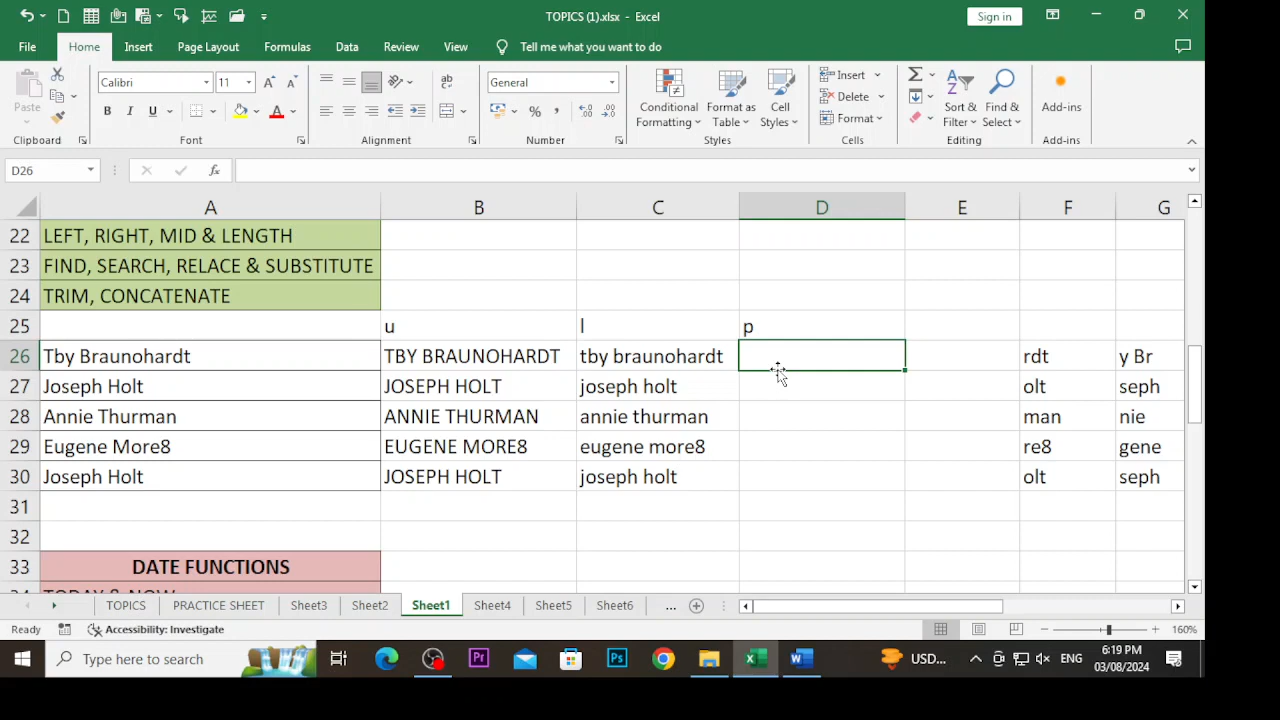 TOPICS (1).xlsx - Excel
Sign in
File Home Insert Page Layout Formulas Data Review View Tell me what you want to do
Paste
Calibri 11
B I U
General
Conditional Formatting
Format as Table
Cell Styles
Insert
Delete
Format
Sort & Filter
Find & Select
Add-ins
Clipboard Font Alignment Number Styles Cells Editing Add-ins
D26
fx
A B C D E F G
22 LEFT, RIGHT, MID & LENGTH
23 FIND, SEARCH, RELACE & SUBSTITUTE
24 TRIM, CONCATENATE
25 u l p
26 Tby Braunohardt TBY BRAUNOHARDT tby braunohardt rdt y Br
27 Joseph Holt JOSEPH HOLT joseph holt olt seph
28 Annie Thurman ANNIE THURMAN annie thurman man nie
29 Eugene More8 EUGENE MORE8 eugene more8 re8 gene
30 Joseph Holt JOSEPH HOLT joseph holt olt seph
31
32
33 DATE FUNCTIONS
34 TODAY & NOW
TOPICS PRACTICE SHEET Sheet3 Sheet2 Sheet1 Sheet4 Sheet5 Sheet6 ...
Ready Accessibility: Investigate 160%
Type here to search
USD...
ENG
6:19 PM
03/08/2024